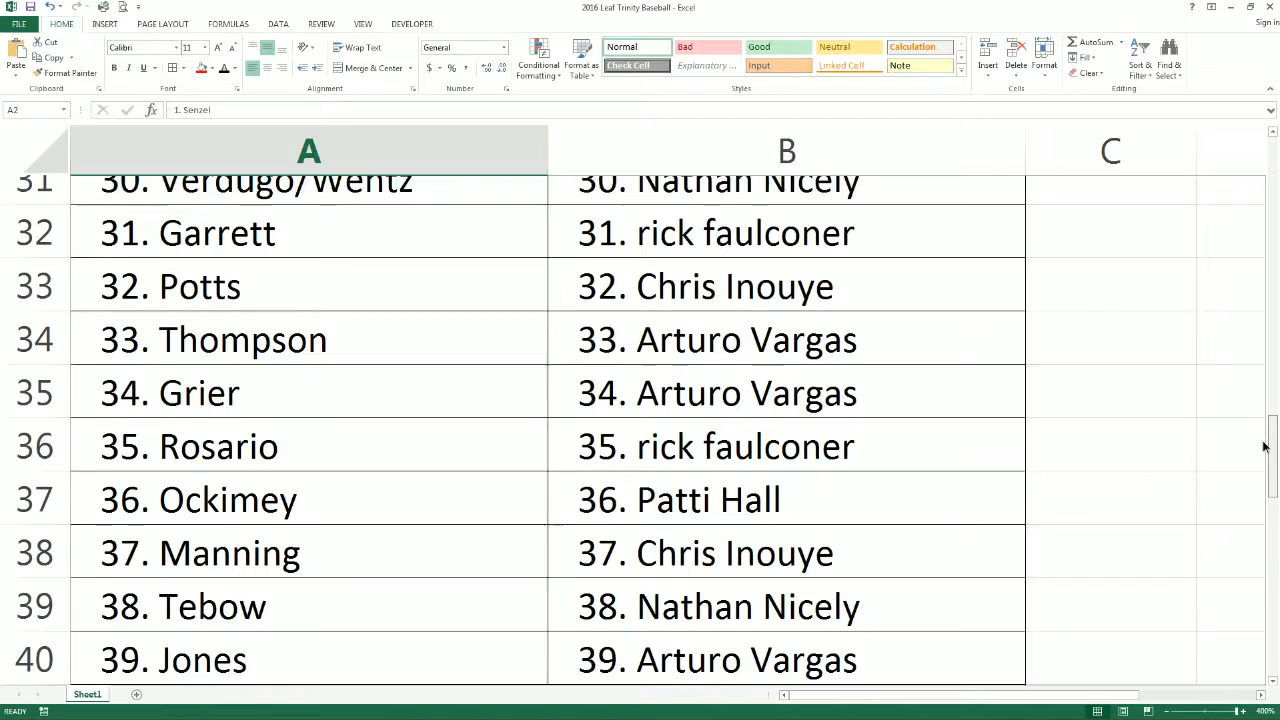 2016 Leaf Trinity Baseball - Excel
FILE HOME INSERT PAGE LAYOUT FORMULAS DATA REVIEW VIEW DEVELOPER Sign in
Paste Cut Copy Format Painter Clipboard
Calibri 11 B I U Font
Wrap Text Merge & Center Alignment
General $ % , Number
Conditional Formatting Format as Table
Normal Bad Good Neutral Calculation
Check Cell Explanatory ... Input Linked Cell Note
Styles
Insert Delete Format Cells
AutoSum Fill Clear Sort & Filter Find & Select Editing
A2 fx 1. Senzel
A B C
31 30. Verdugo/Wentz 30. Nathan Nicely
32 31. Garrett 31. rick faulconer
33 32. Potts 32. Chris Inouye
34 33. Thompson 33. Arturo Vargas
35 34. Grier 34. Arturo Vargas
36 35. Rosario 35. rick faulconer
37 36. Ockimey 36. Patti Hall
38 37. Manning 37. Chris Inouye
39 38. Tebow 38. Nathan Nicely
40 39. Jones 39. Arturo Vargas
Sheet1
READY 400%